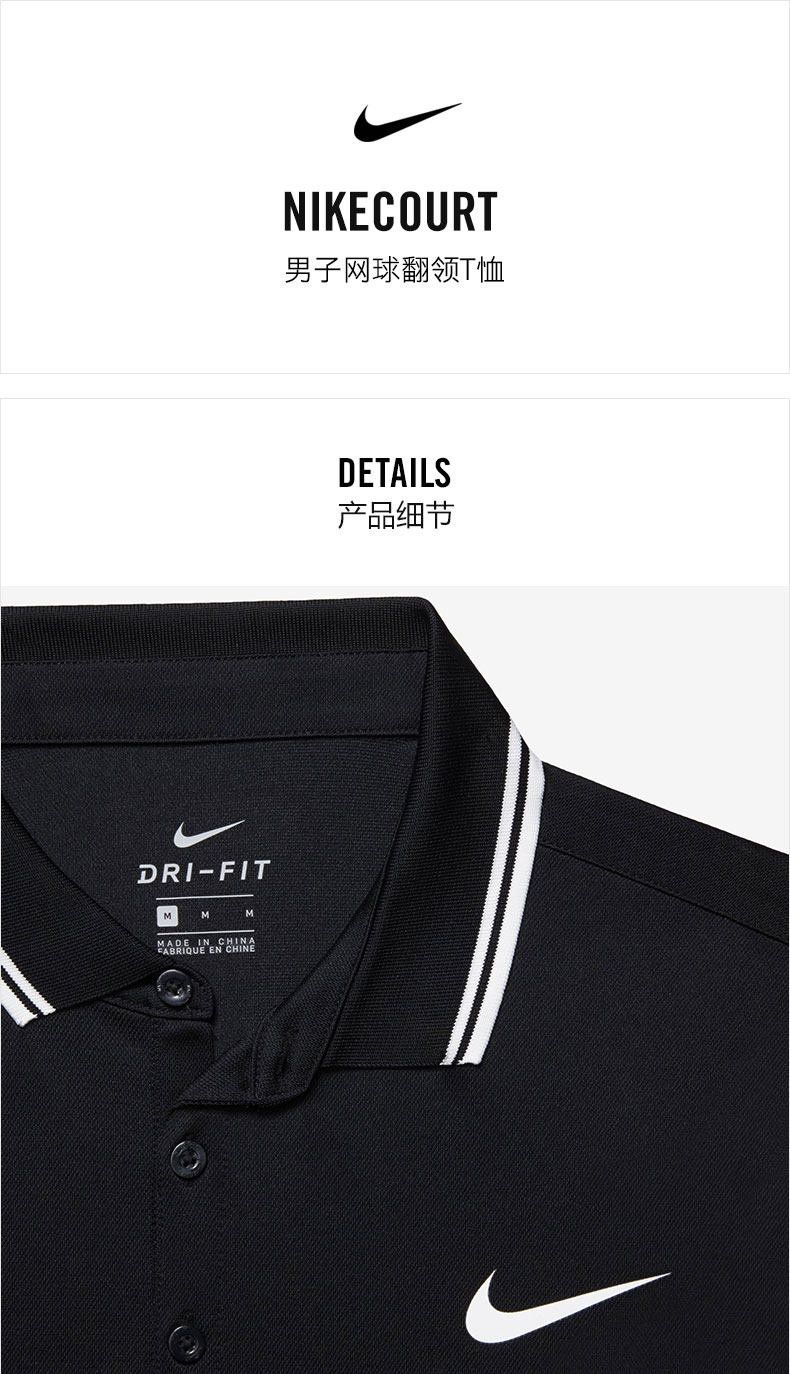 NIKECOURT
男子网球翻领T恤
DETAILS
产品细节
DRI-FIT
M M M
MADE IN CHINA
FABRIQUE EN CHINE